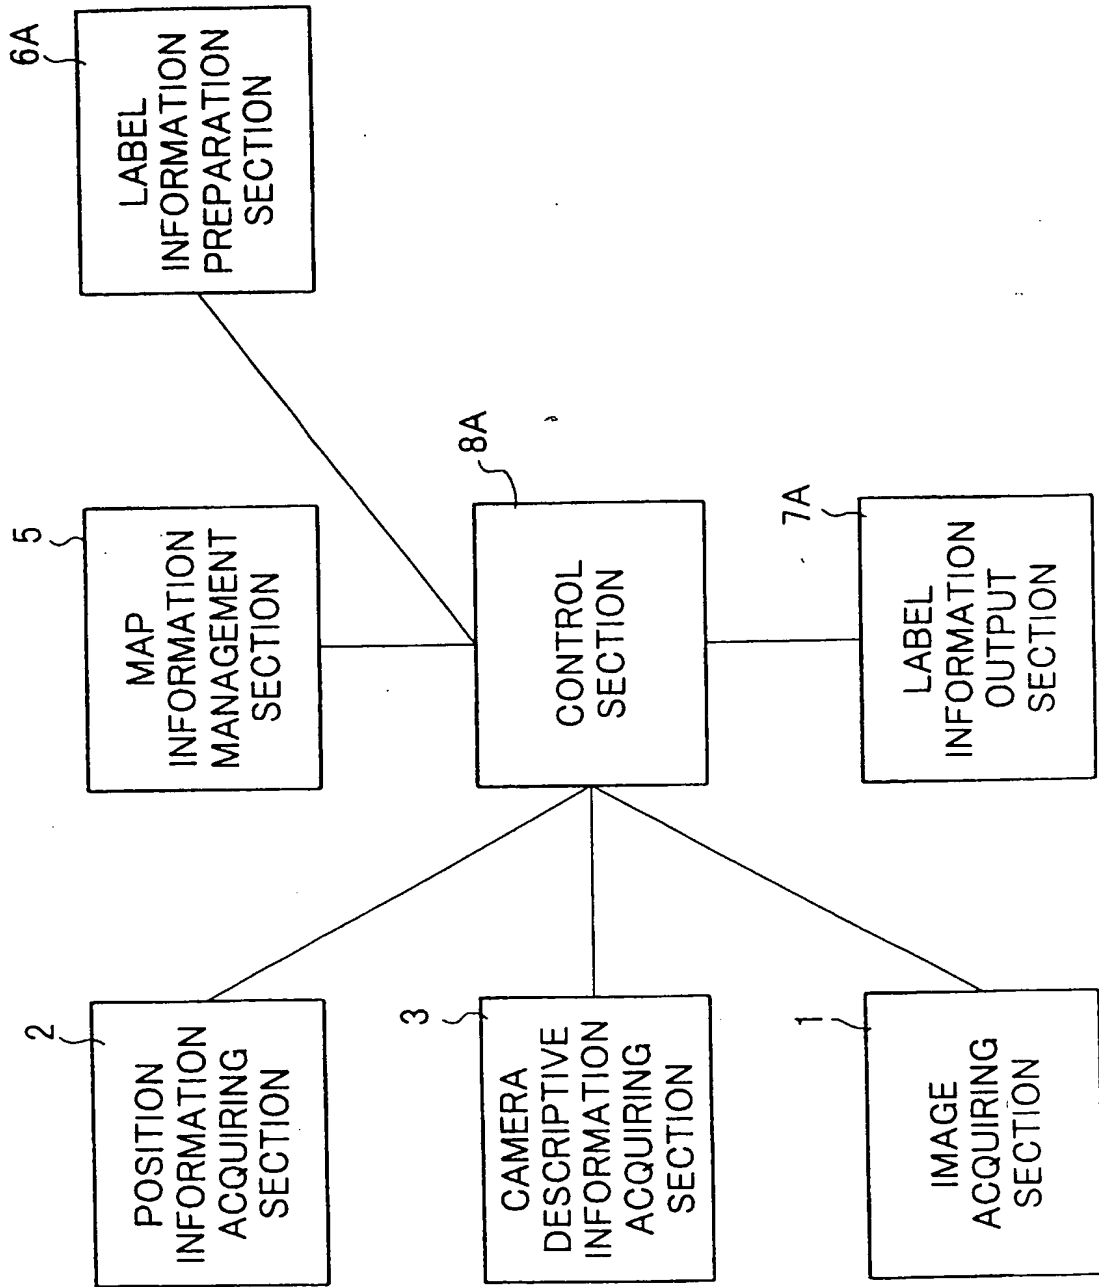 2
POSITION
INFORMATION
ACQUIRING
SECTION
5
MAP
INFORMATION
MANAGEMENT
SECTION
6A
LABEL
INFORMATION
PREPARATION
SECTION
3
CAMERA
DESCRIPTIVE
INFORMATION
ACQUIRING
SECTION
8A
CONTROL
SECTION
1
IMAGE
ACQUIRING
SECTION
7A
LABEL
INFORMATION
OUTPUT
SECTION